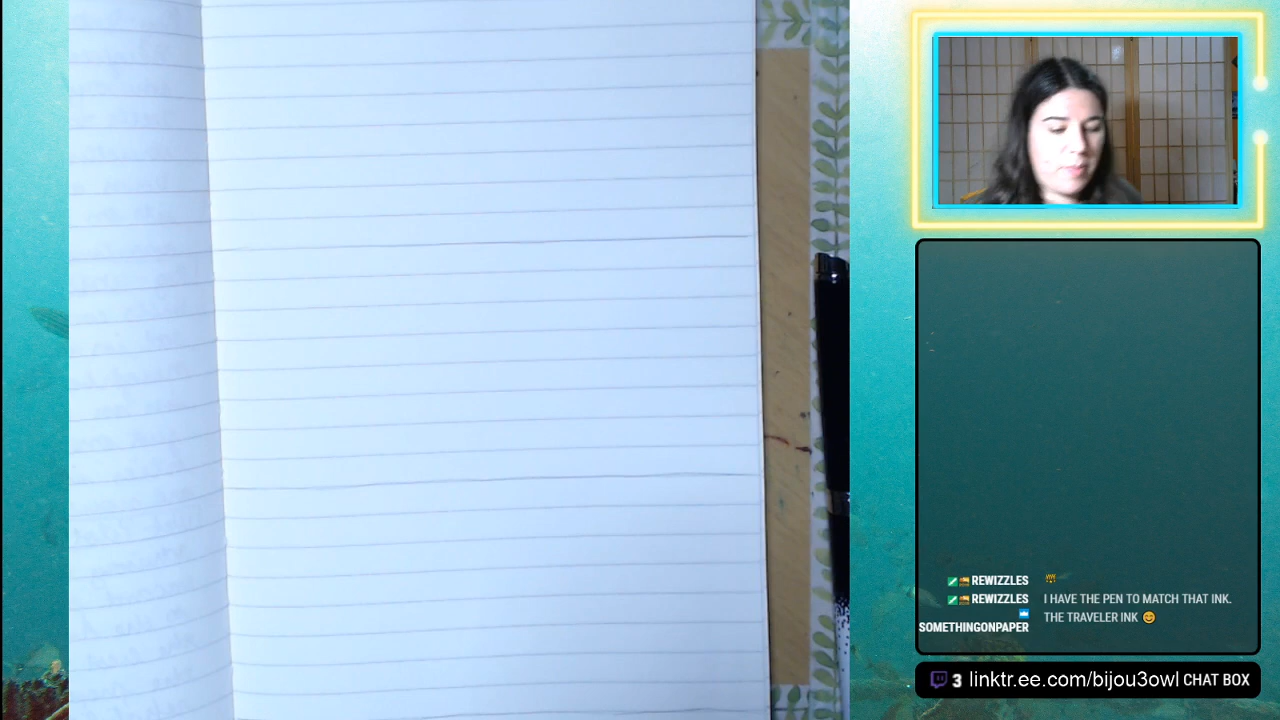 REWIZZLES
REWIZZLES I HAVE THE PEN TO MATCH THAT INK.
SOMETHINGONPAPER THE TRAVELER INK 😊
3 linktr.ee.com/bijou3owl CHAT BOX